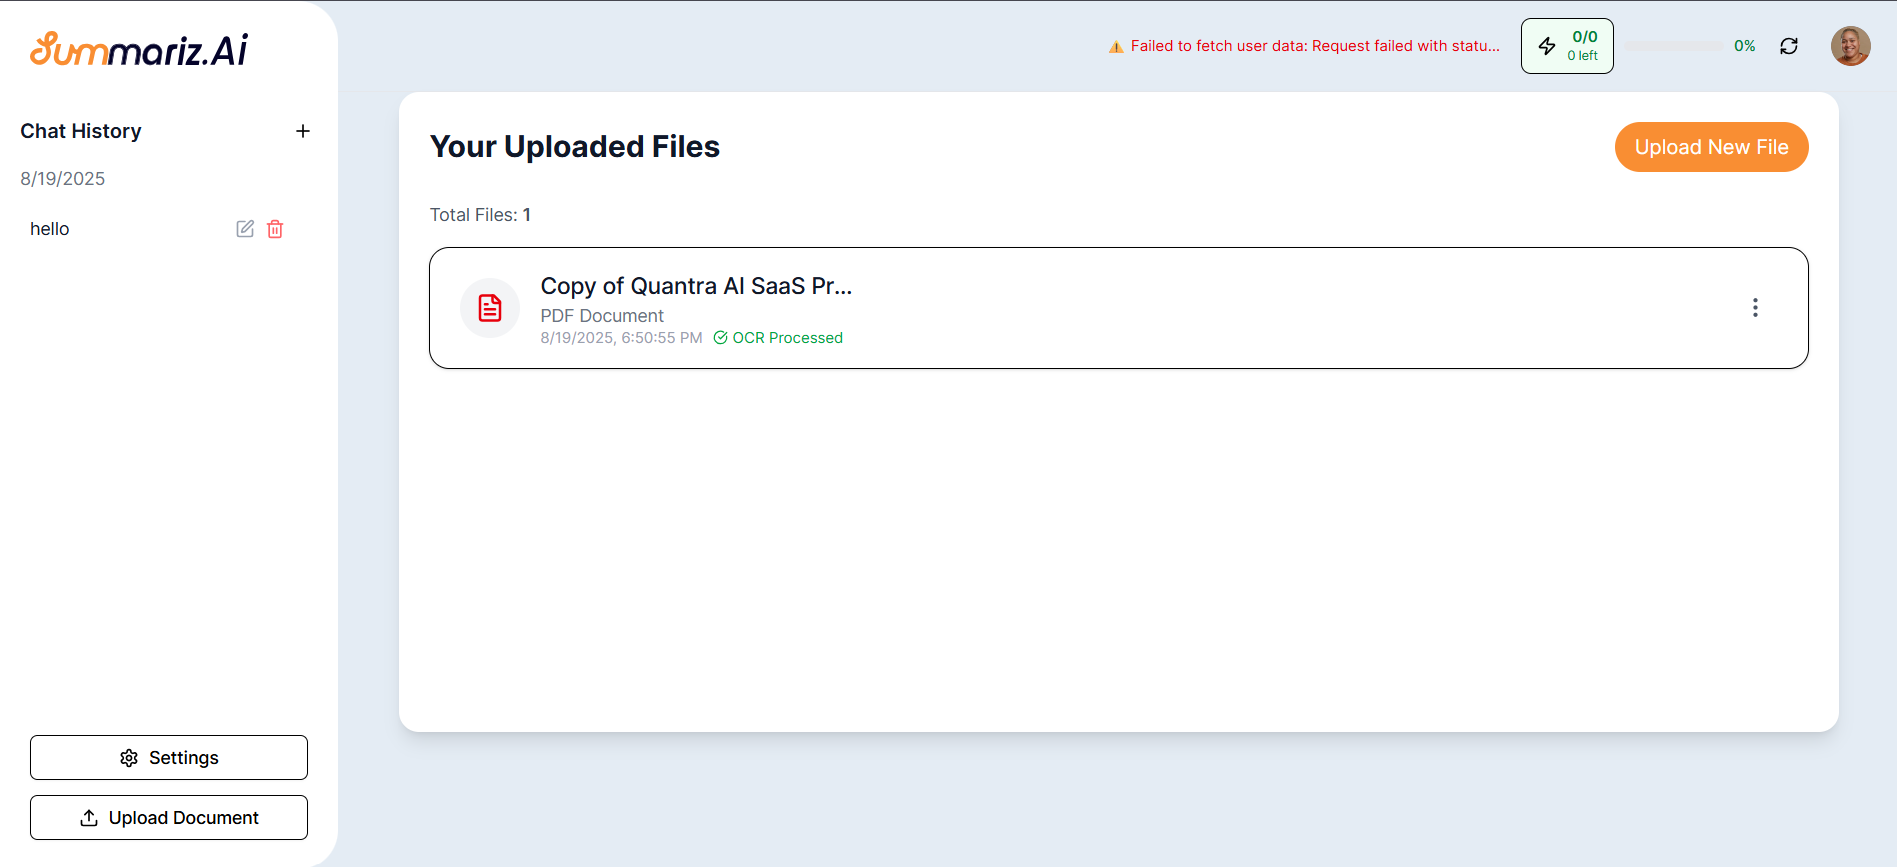 Summariz.Ai
Chat History
8/19/2025
hello
Settings
Upload Document
⚠️ Failed to fetch user data: Request failed with statu...
0/0
0 left
0%
Your Uploaded Files
Upload New File
Total Files: 1
Copy of Quantra AI SaaS Pr...
PDF Document
8/19/2025, 6:50:55 PM OCR Processed